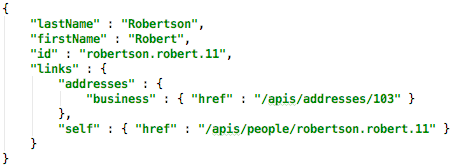 {
    "lastName" : "Robertson",
    "firstName" : "Robert",
    "id" : "robertson.robert.11",
    "links" : {
        "addresses" : {
            "business" : { "href" : "/apis/addresses/103" }
        },
        "self" : { "href" : "/apis/people/robertson.robert.11" }
    }
}